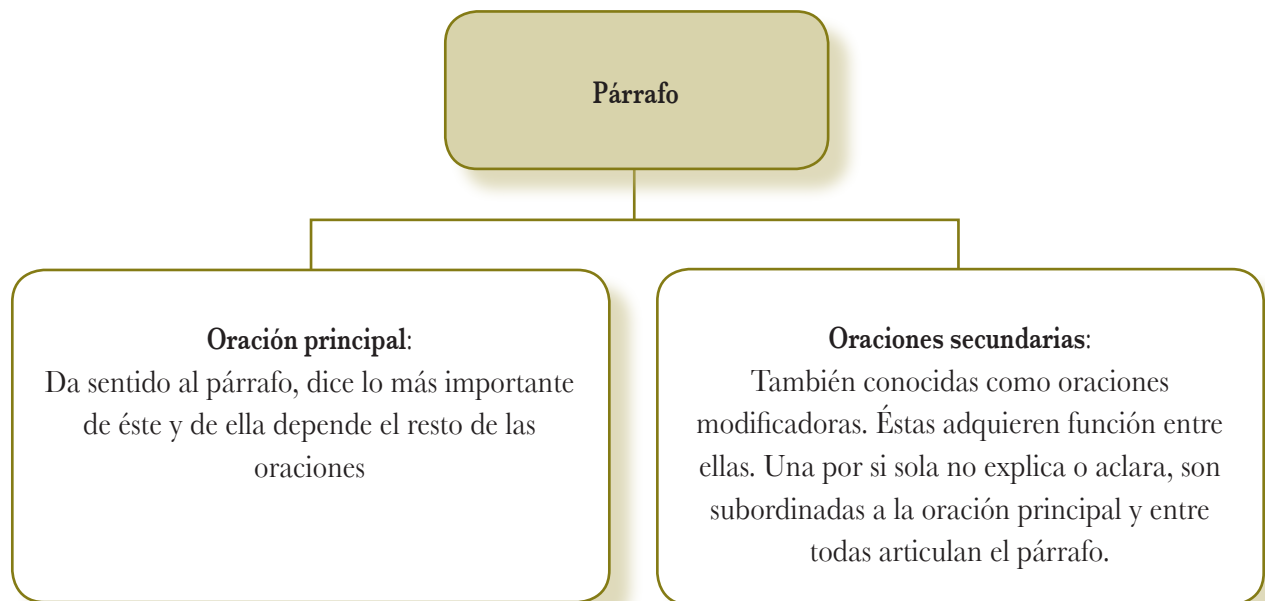 Párrafo
Oración principal:
Da sentido al párrafo, dice lo más importante
de éste y de ella depende el resto de las
oraciones
Oraciones secundarias:
También conocidas como oraciones
modificadoras. Éstas adquieren función entre
ellas. Una por si sola no explica o aclara, son
subordinadas a la oración principal y entre
todas articulan el párrafo.